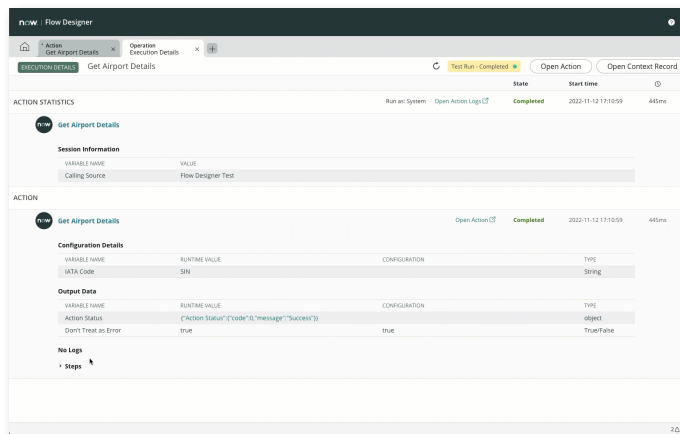 now. | Flow Designer
* Action
Get Airport Details
Operation
Execution Details
EXECUTION DETAILS Get Airport Details Test Run - Completed Open Action Open Context Record
State Start time
ACTION STATISTICS Run as: System Open Action Logs Completed 2022-11-12 17:10:59 445ms
now Get Airport Details
Session Information
VARIABLE NAME VALUE
Calling Source Flow Designer Test
ACTION
now Get Airport Details Open Action Completed 2022-11-12 17:10:59 445ms
Configuration Details
VARIABLE NAME RUNTIME VALUE CONFIGURATION TYPE
IATA Code SIN String
Output Data
VARIABLE NAME RUNTIME VALUE CONFIGURATION TYPE
Action Status {"Action Status":{"code":0,"message":"Success"}} object
Don't Treat as Error true true True/False
No Logs
Steps
2